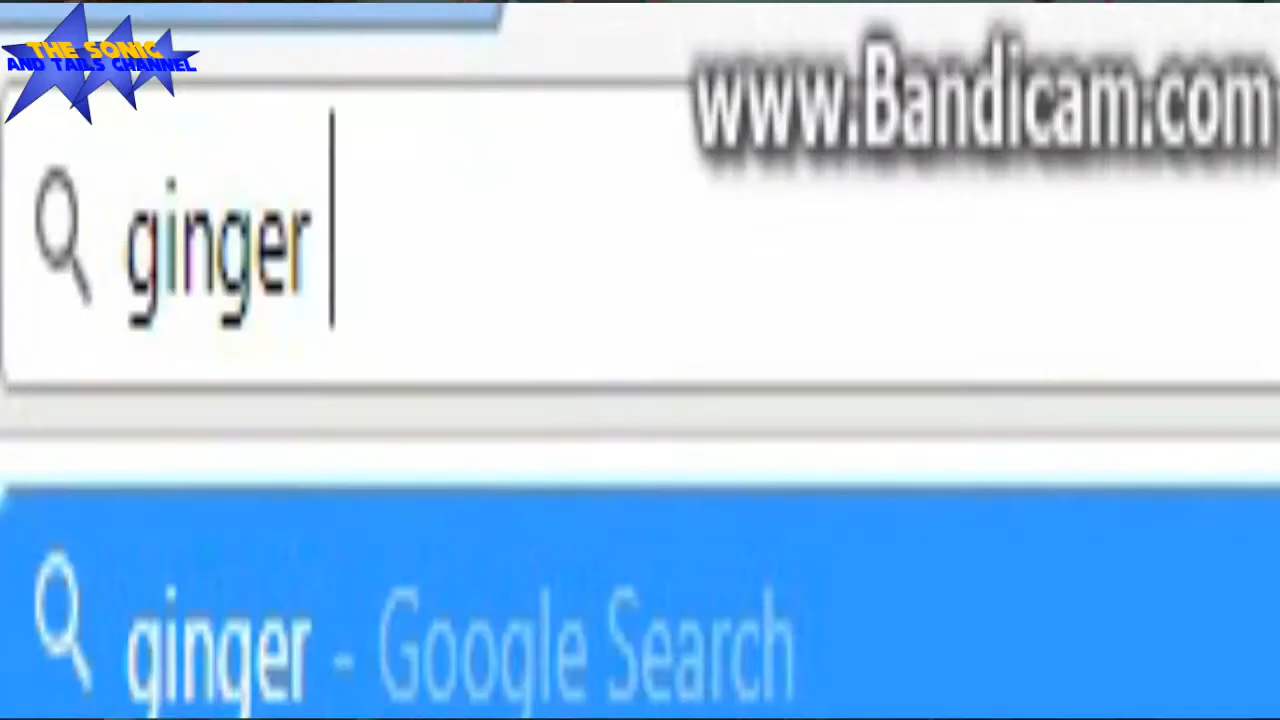 THE SONIC
AND TAILS CHANNEL
www.Bandicam.com
ginger
ginger - Google Search